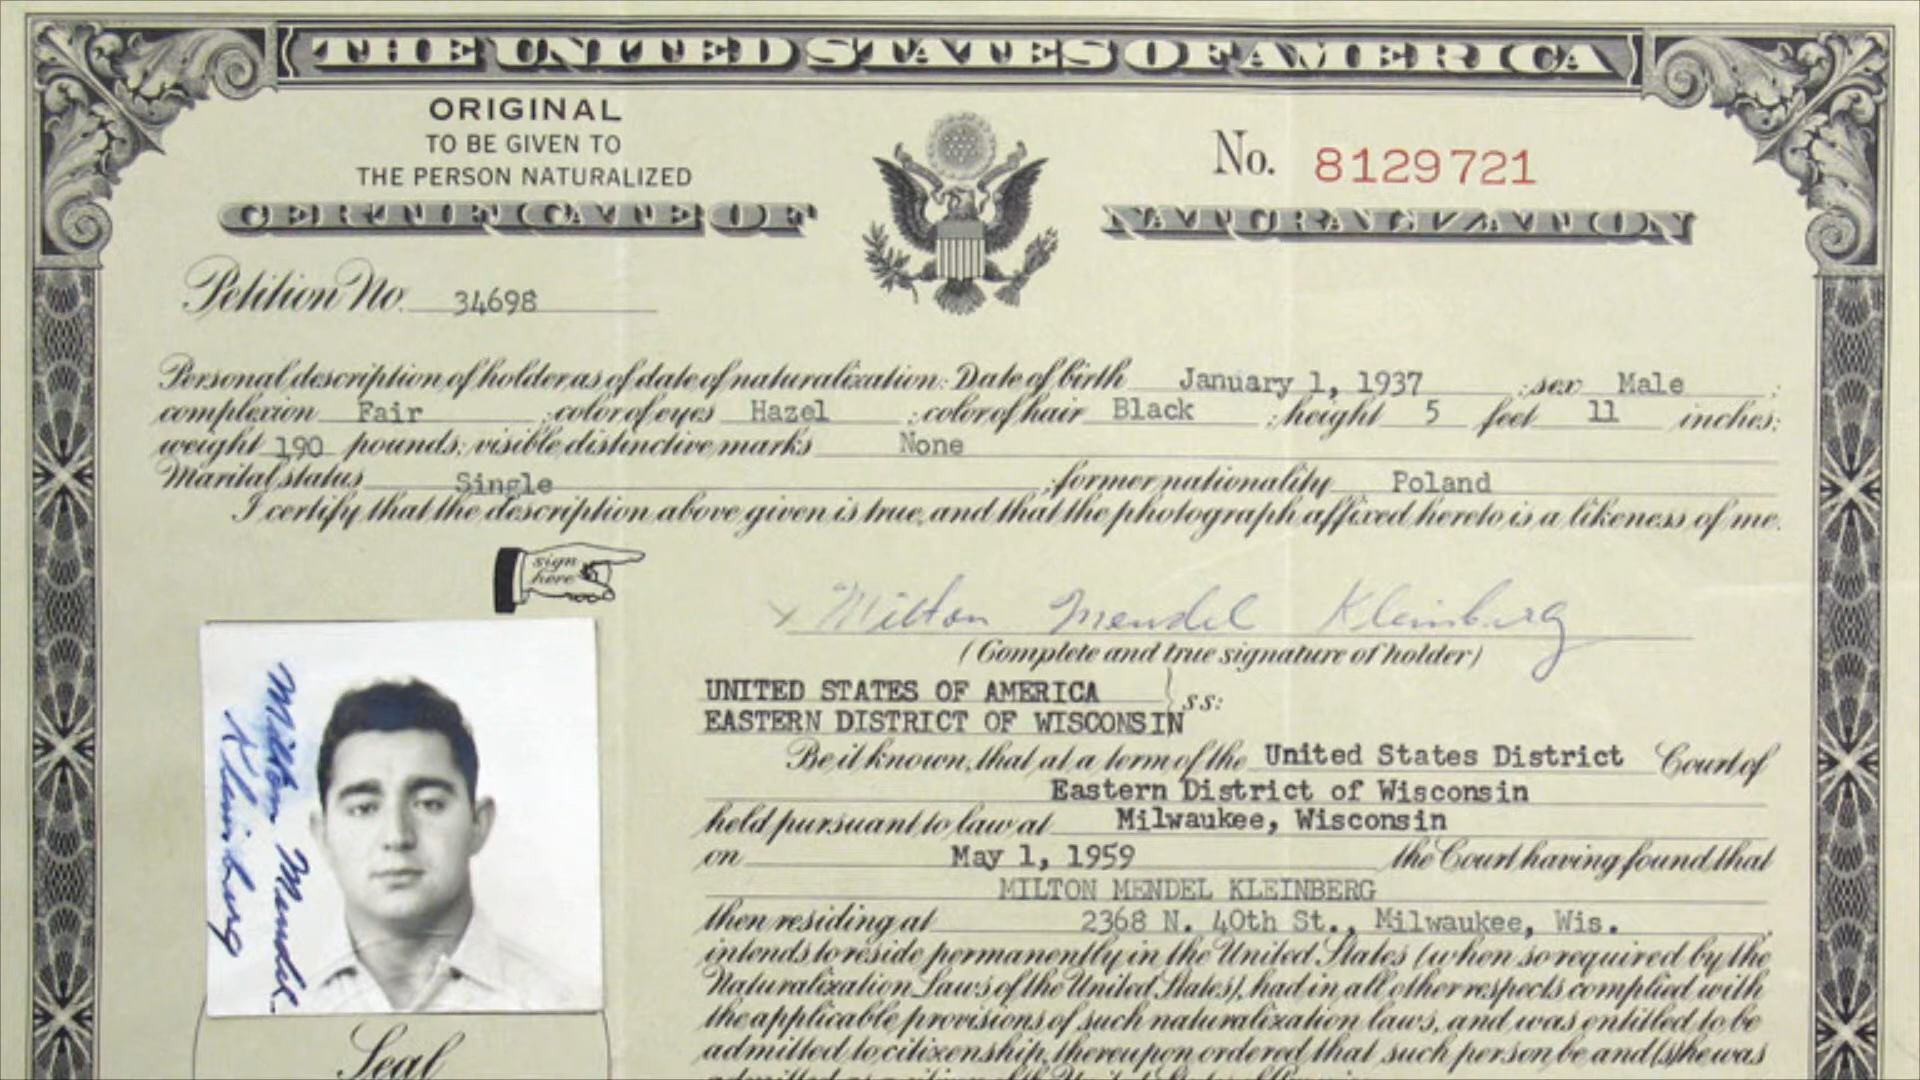 THE UNITED STATES OF AMERICA
ORIGINAL
TO BE GIVEN TO
THE PERSON NATURALIZED
No. 8129721
CERTIFICATE OF NATURALIZATION
Petition No. 34698
Personal description of holder as of date of naturalization: Date of birth January 1, 1937 ; sex Male ;
complexion Fair ; color of eyes Hazel ; color of hair Black ; height 5 feet 11 inches;
weight 190 pounds; visible distinctive marks None
Marital status Single ; former nationality Poland
I certify that the description above given is true, and that the photograph affixed hereto is a likeness of me.
sign
here
x Milton Mendel Kleinberg
(Complete and true signature of holder)
Milton Mendel
Kleinberg
UNITED STATES OF AMERICA
EASTERN DISTRICT OF WISCONSIN } ss:
Be it known, that at a term of the United States District Court of
Eastern District of Wisconsin
held pursuant to law at Milwaukee, Wisconsin
on May 1, 1959 the Court having found that
MILTON MENDEL KLEINBERG
then residing at 2368 N. 40th St., Milwaukee, Wis. ,
intends to reside permanently in the United States (when so required by the
Naturalization Laws of the United States), had in all other respects complied with
the applicable provisions of such naturalization laws, and was entitled to be
admitted to citizenship, thereupon ordered that such person be and (s)he was
admitted as a citizen of the United States of America.
Seal